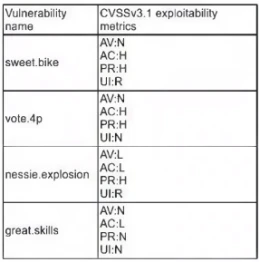 Vulnerability name
CVSSv3.1 exploitability metrics
sweet.bike
AV:N
AC:H
PR:H
UI:R
vote.4p
AV:N
AC:H
PR:H
UI:N
nessie.explosion
AV:L
AC:L
PR:H
UI:R
great.skills
AV:N
AC:L
PR:N
UI:N